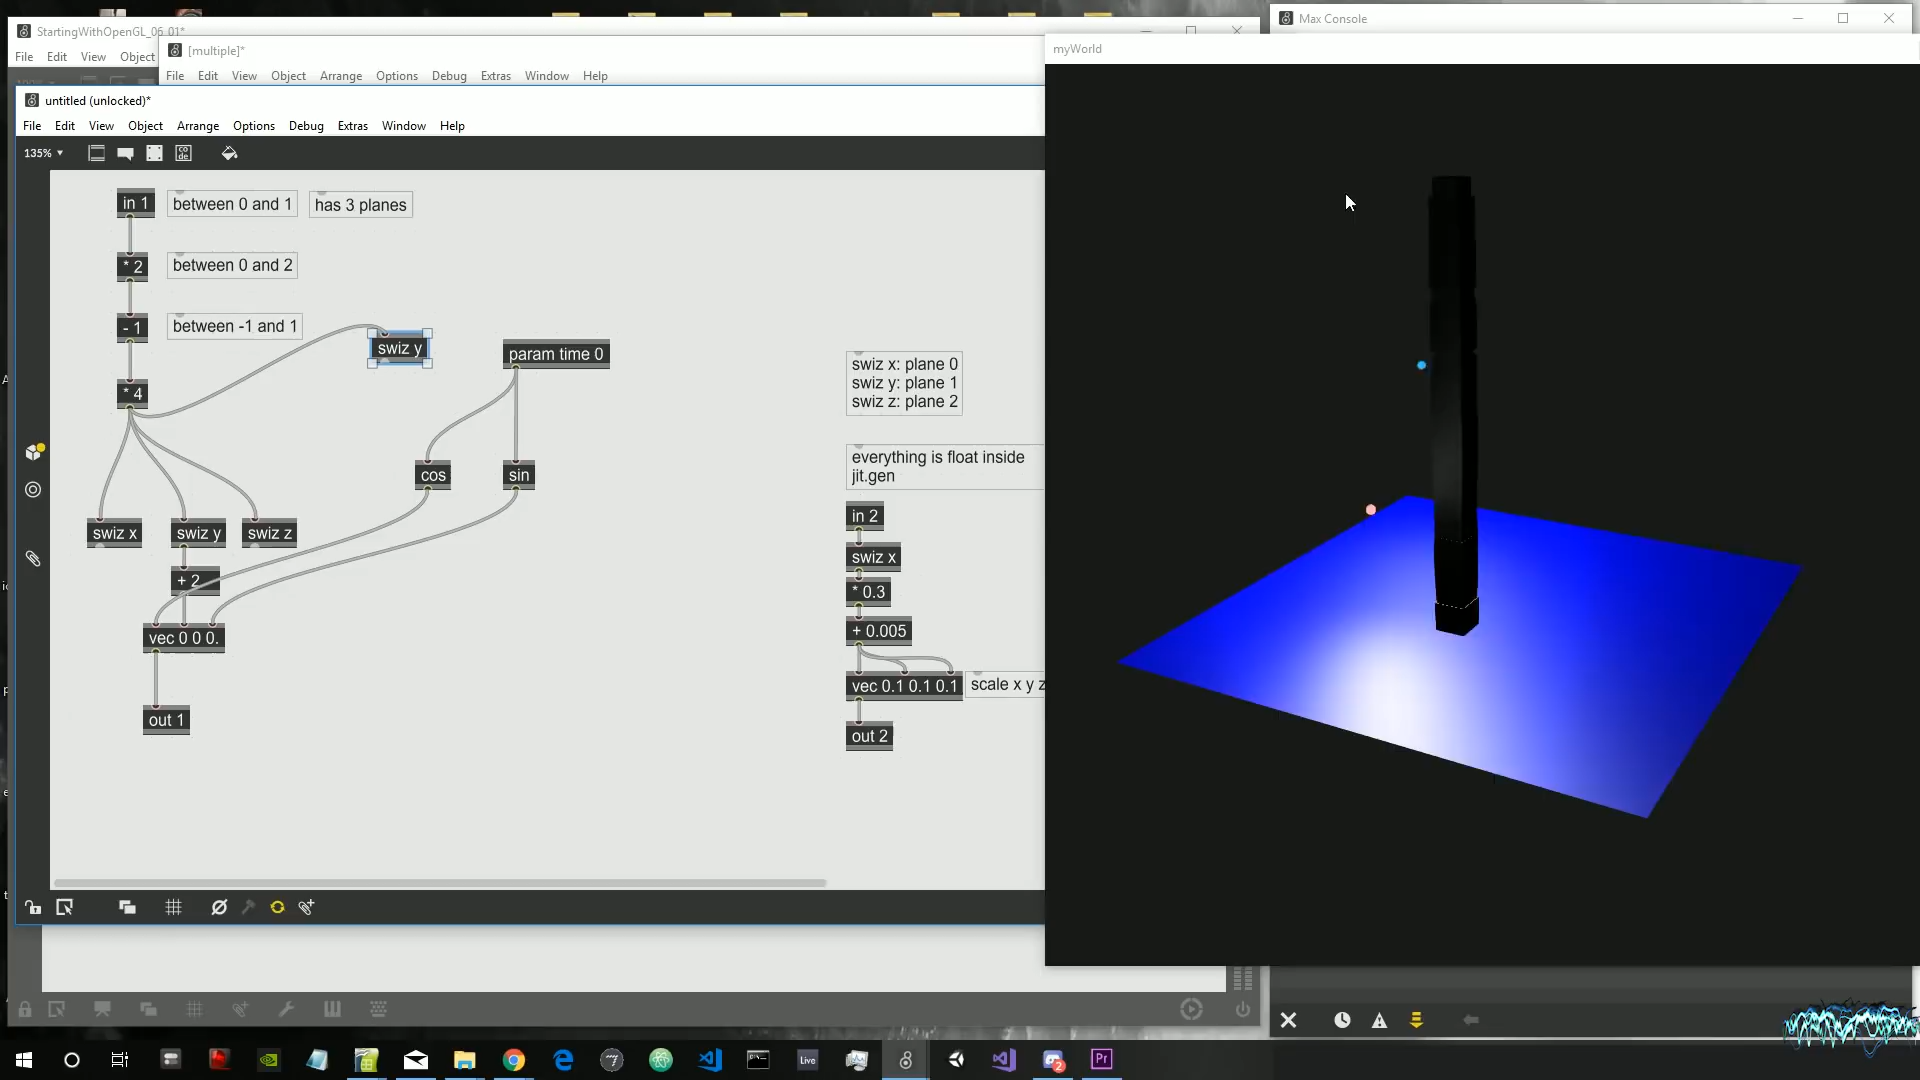 StartingWithOpenGL_06_01*
File Edit View Object
[multiple]*
File Edit View Object Arrange Options Debug Extras Window Help
untitled (unlocked)*
File Edit View Object Arrange Options Debug Extras Window Help
135%
Max Console
myWorld
in 1
between 0 and 1
has 3 planes
* 2
between 0 and 2
- 1
between -1 and 1
* 4
swiz y
param time 0
cos
sin
swiz x
swiz y
swiz z
+ 2
vec 0 0 0.
out 1
swiz x: plane 0
swiz y: plane 1
swiz z: plane 2
everything is float inside
jit.gen
in 2
swiz x
* 0.3
+ 0.005
vec 0.1 0.1 0.1
scale x y z
out 2
Live
2
Pr